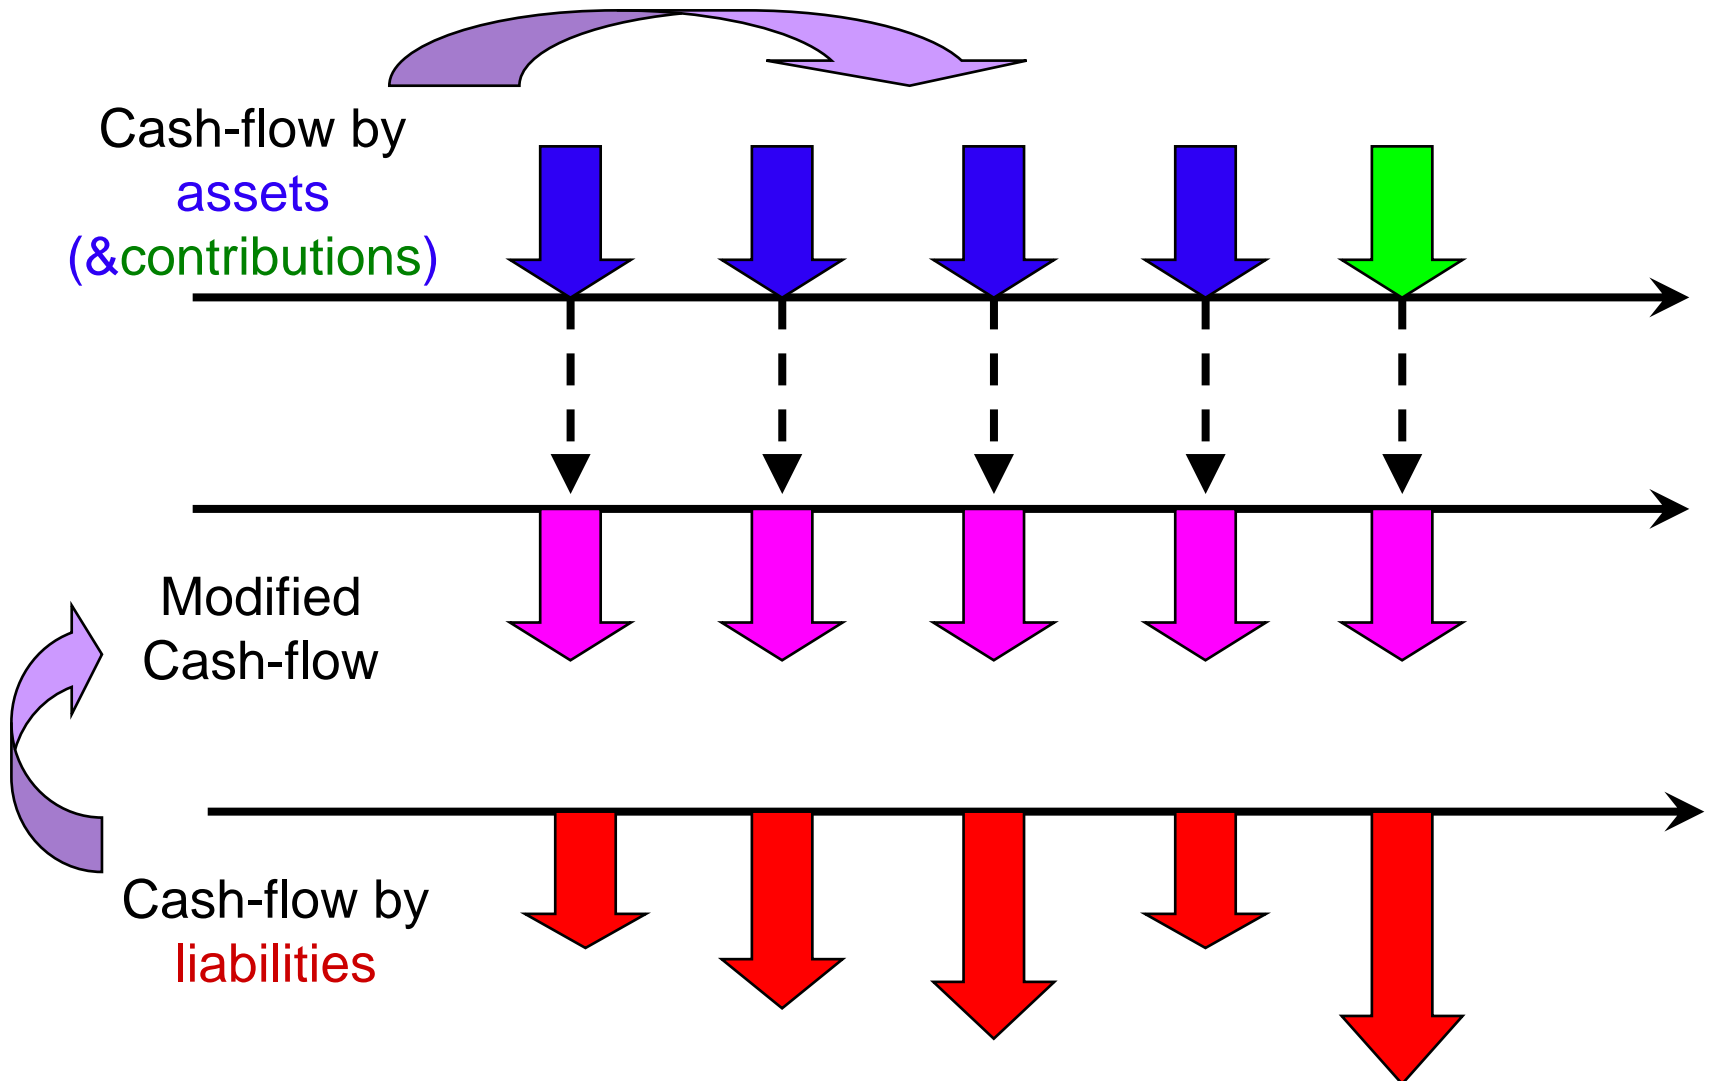 Cash-flow by
assets
(&contributions)
Modified
Cash-flow
Cash-flow by
liabilities